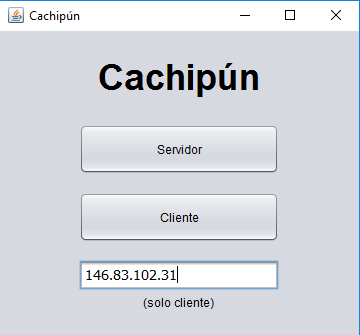 Cachipún
Cachipún
Servidor
Cliente
146.83.102.31
(solo cliente)